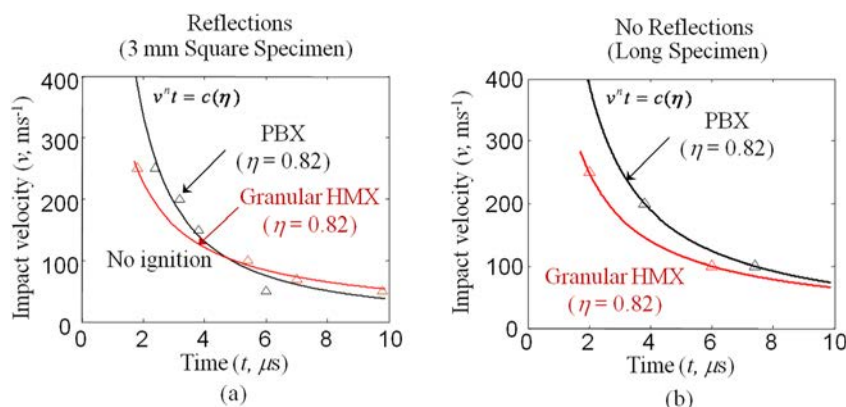 Reflections
(3 mm Square Specimen)
400
300
200
100
0
Impact velocity (v, ms⁻¹)
vⁿt = c(η)
PBX
(η = 0.82)
Granular HMX
(η = 0.82)
No ignition
0 2 4 6 8 10
Time (t, μs)
(a)
No Reflections
(Long Specimen)
400
300
200
100
0
Impact velocity (v, ms⁻¹)
vⁿt = c(η)
PBX
(η = 0.82)
Granular HMX
(η = 0.82)
0 2 4 6 8 10
Time (t, μs)
(b)